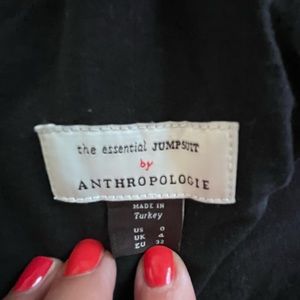 the essential JUMPSUIT
by
ANTHROPOLOGIE
MADE IN
Turkey
US 0
UK 4
EU 32